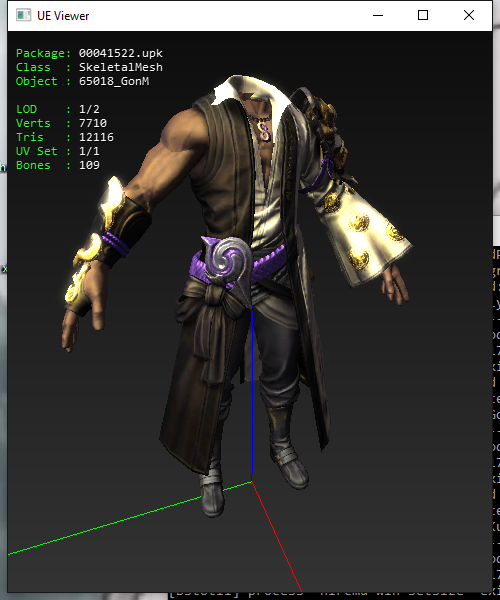 UE Viewer
Package: 00041522.upk
Class  : SkeletalMesh
Object : 65018_GonM
LOD    : 1/2
Verts  : 7710
Tris   : 12116
UV Set : 1/1
Bones  : 109